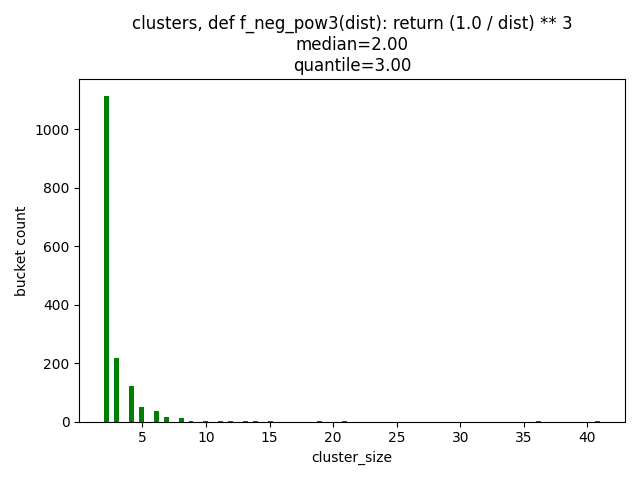 clusters, def f_neg_pow3(dist): return (1.0 / dist) ** 3
median=2.00
quantile=3.00
1000
800
600
400
200
0
bucket count
5 10 15 20 25 30 35 40
cluster_size